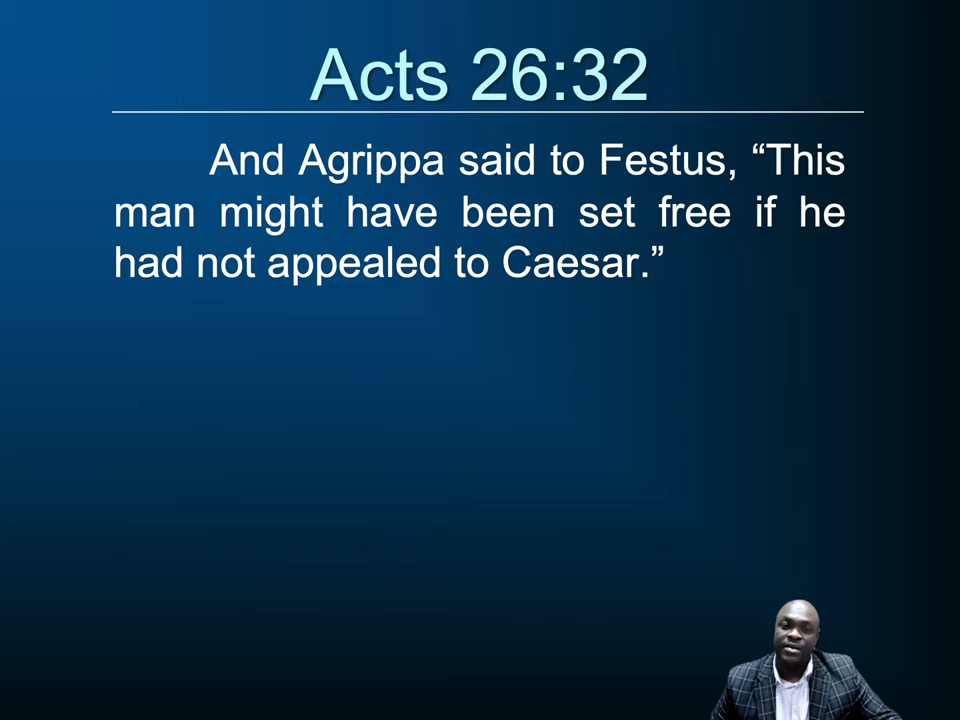 Acts 26:32
And Agrippa said to Festus, “This
man might have been set free if he
had not appealed to Caesar.”